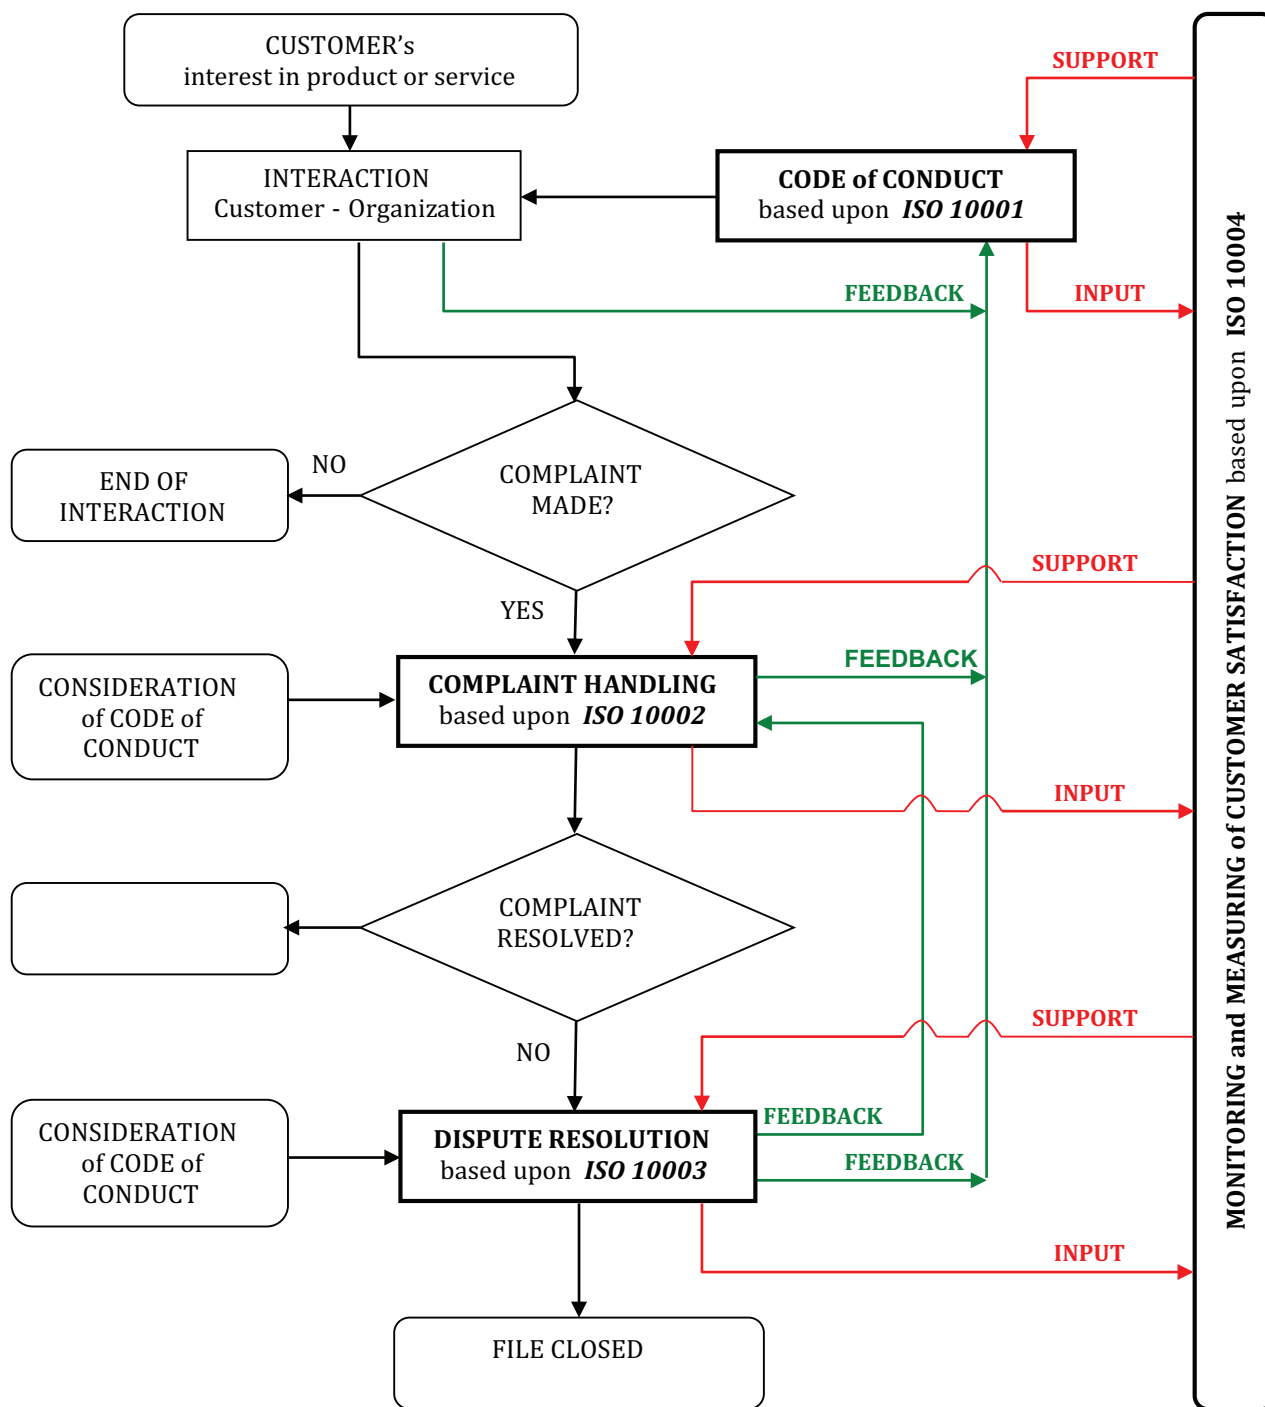 CUSTOMER's
interest in product or service
SUPPORT
INTERACTION
Customer - Organization
CODE of CONDUCT
based upon ISO 10001
FEEDBACK
INPUT
NO
COMPLAINT
MADE?
END OF
INTERACTION
SUPPORT
YES
CONSIDERATION
of CODE of
CONDUCT
COMPLAINT HANDLING
based upon ISO 10002
FEEDBACK
INPUT
COMPLAINT
RESOLVED?
SUPPORT
NO
CONSIDERATION
of CODE of
CONDUCT
DISPUTE RESOLUTION
based upon ISO 10003
FEEDBACK
FEEDBACK
INPUT
FILE CLOSED
MONITORING and MEASURING of CUSTOMER SATISFACTION based upon ISO 10004